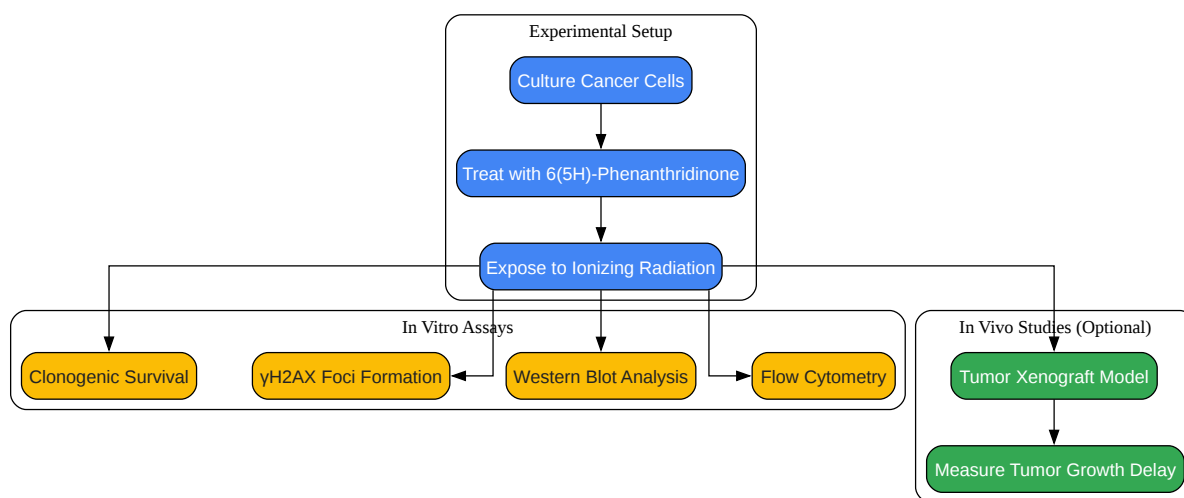 Experimental Setup
Culture Cancer Cells
Treat with 6(5H)-Phenanthridinone
Expose to Ionizing Radiation
In Vitro Assays
Clonogenic Survival
γH2AX Foci Formation
Western Blot Analysis
Flow Cytometry
In Vivo Studies (Optional)
Tumor Xenograft Model
Measure Tumor Growth Delay